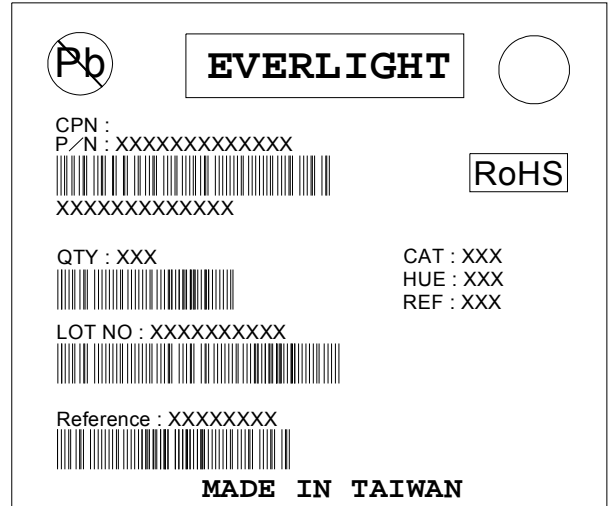 Pb
EVERLIGHT
CPN :
P/N : XXXXXXXXXXXXX
RoHS
XXXXXXXXXXXXX
QTY : XXX
CAT : XXX
HUE : XXX
REF : XXX
LOT NO : XXXXXXXXXX
Reference : XXXXXXXX
MADE IN TAIWAN